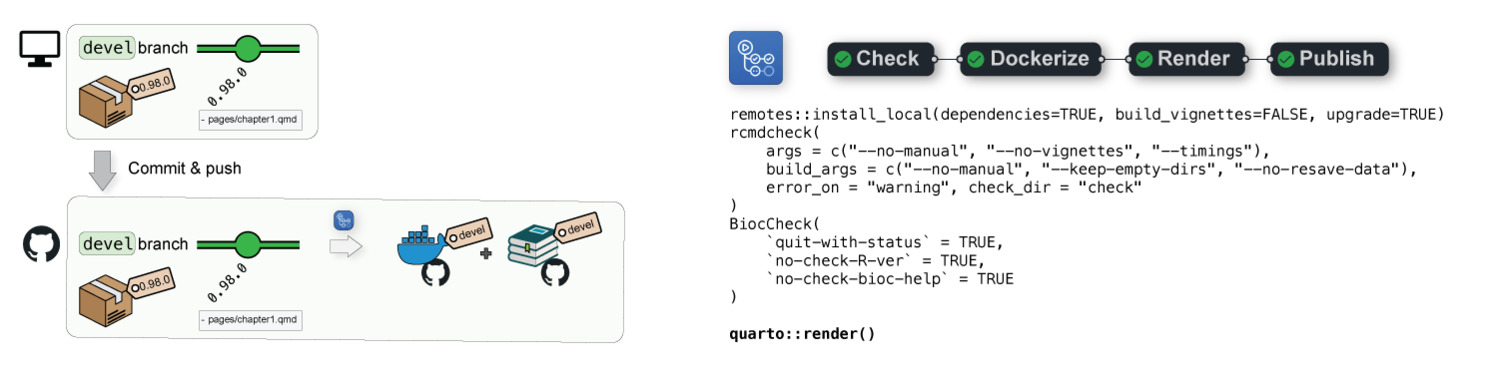 devel branch
0.98.0
0.98.0
- pages/chapter1.qmd
Commit & push
devel branch
0.98.0
0.98.0
- pages/chapter1.qmd
devel
+
devel
Check
Dockerize
Render
Publish
remotes::install_local(dependencies=TRUE, build_vignettes=FALSE, upgrade=TRUE)
rcmdcheck(
    args = c("--no-manual", "--no-vignettes", "--timings"),
    build_args = c("--no-manual", "--keep-empty-dirs", "--no-resave-data"),
    error_on = "warning", check_dir = "check"
)
BiocCheck(
    `quit-with-status` = TRUE,
    `no-check-R-ver` = TRUE,
    `no-check-bioc-help` = TRUE
)
quarto::render()